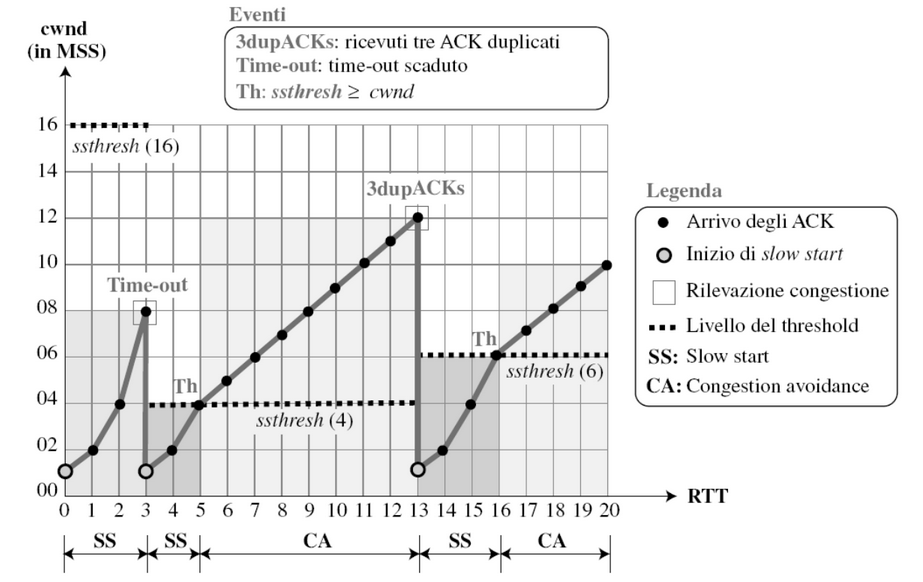 Eventi
cwnd
(in MSS)
3dupACKs: ricevuti tre ACK duplicati
Time-out: time-out scaduto
Th: ssthresh ≥ cwnd
16
ssthresh (16)
14
3dupACKs
12
10
Time-out
08
Th
06
ssthresh (6)
Th
04
ssthresh (4)
02
00
0 1 2 3 4 5 6 7 8 9 10 11 12 13 14 15 16 17 18 19 20
RTT
SS SS CA SS CA
Legenda
Arrivo degli ACK
Inizio di slow start
Rilevazione congestione
Livello del threshold
SS: Slow start
CA: Congestion avoidance